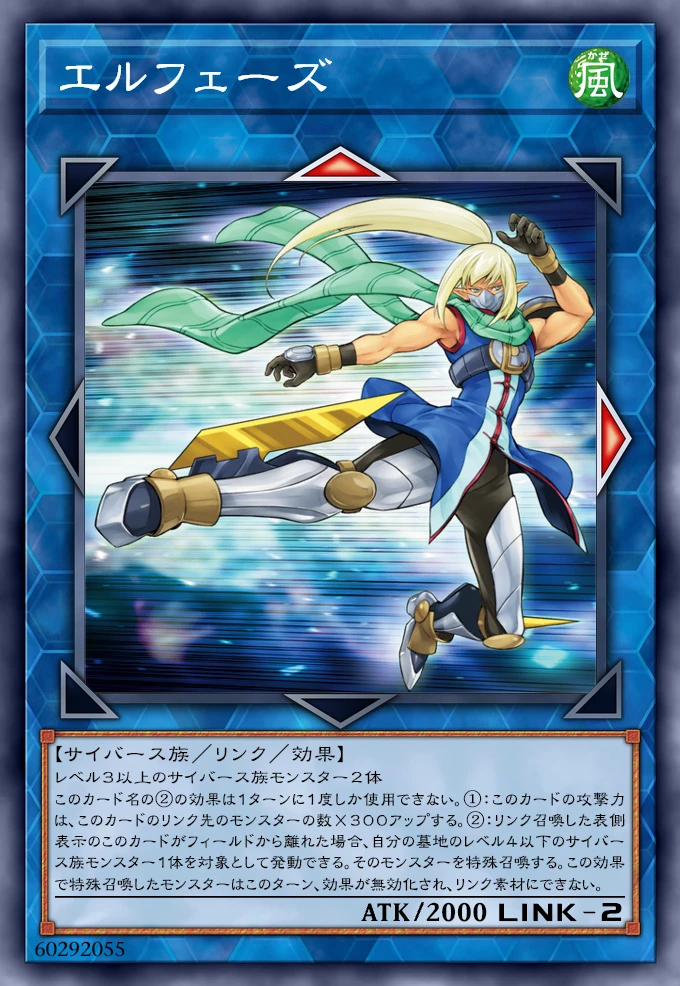 エルフェーズ
かぜ
風
【サイバース族／リンク／効果】
レベル３以上のサイバース族モンスター２体
このカード名の②の効果は１ターンに１度しか使用できない。①：このカードの攻撃力
は、このカードのリンク先のモンスターの数×３００アップする。②：リンク召喚した表側
表示のこのカードがフィールドから離れた場合、自分の墓地のレベル４以下のサイバー
ス族モンスター１体を対象として発動できる。そのモンスターを特殊召喚する。この効果
で特殊召喚したモンスターはこのターン、効果が無効化され、リンク素材にできない。
ATK/2000 LINK-2
60292055